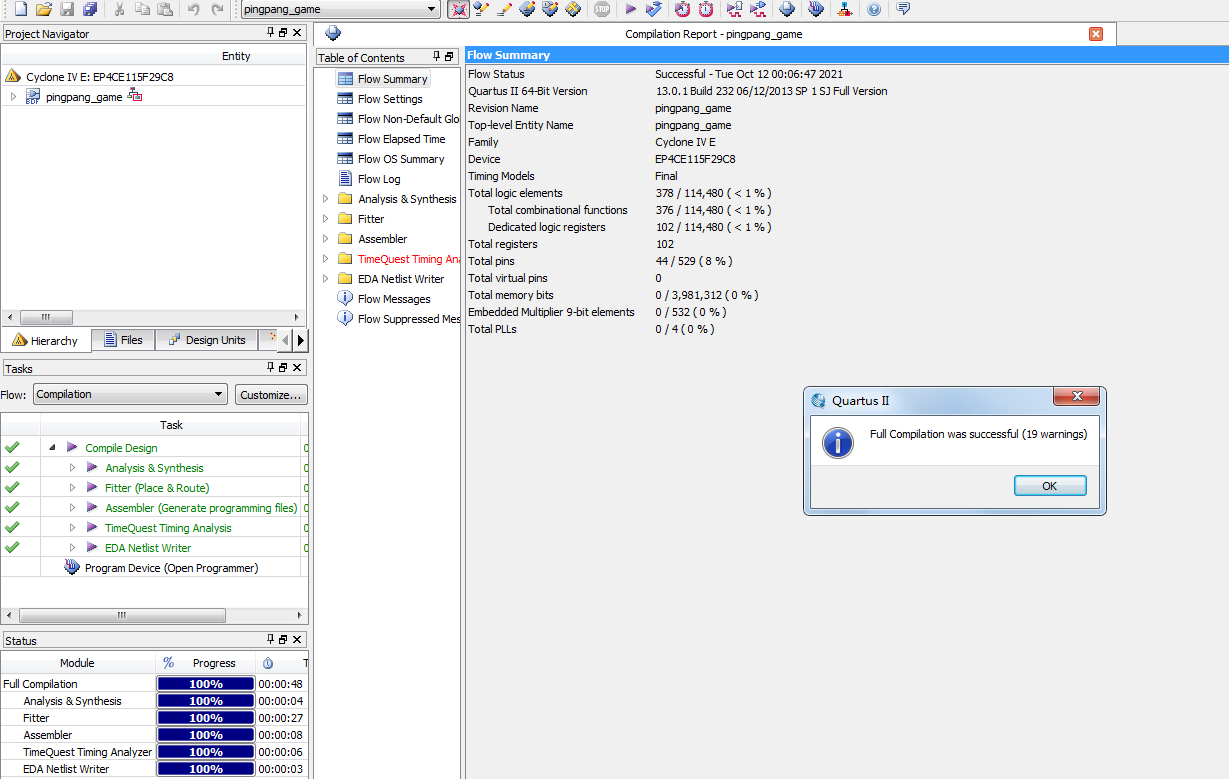 pingpang_game
STOP
Project Navigator
Entity
Cyclone IV E: EP4CE115F29C8
pingpang_game
Hierarchy
Files
Design Units
Tasks
Flow:
Compilation
Customize...
Task
Compile Design
Analysis & Synthesis
Fitter (Place & Route)
Assembler (Generate programming files)
TimeQuest Timing Analysis
EDA Netlist Writer
Program Device (Open Programmer)
Status
Module % Progress T
Full Compilation 100% 00:00:48
Analysis & Synthesis 100% 00:00:04
Fitter 100% 00:00:27
Assembler 100% 00:00:08
TimeQuest Timing Analyzer 100% 00:00:06
EDA Netlist Writer 100% 00:00:03
Compilation Report - pingpang_game
Table of Contents
Flow Summary
Flow Settings
Flow Non-Default Glo
Flow Elapsed Time
Flow OS Summary
Flow Log
Analysis & Synthesis
Fitter
Assembler
TimeQuest Timing Ana
EDA Netlist Writer
Flow Messages
Flow Suppressed Mes
Flow Summary
Flow Status Successful - Tue Oct 12 00:06:47 2021
Quartus II 64-Bit Version 13.0.1 Build 232 06/12/2013 SP 1 SJ Full Version
Revision Name pingpang_game
Top-level Entity Name pingpang_game
Family Cyclone IV E
Device EP4CE115F29C8
Timing Models Final
Total logic elements 378 / 114,480 ( < 1 % )
Total combinational functions 376 / 114,480 ( < 1 % )
Dedicated logic registers 102 / 114,480 ( < 1 % )
Total registers 102
Total pins 44 / 529 ( 8 % )
Total virtual pins 0
Total memory bits 0 / 3,981,312 ( 0 % )
Embedded Multiplier 9-bit elements 0 / 532 ( 0 % )
Total PLLs 0 / 4 ( 0 % )
Quartus II
Full Compilation was successful (19 warnings)
OK